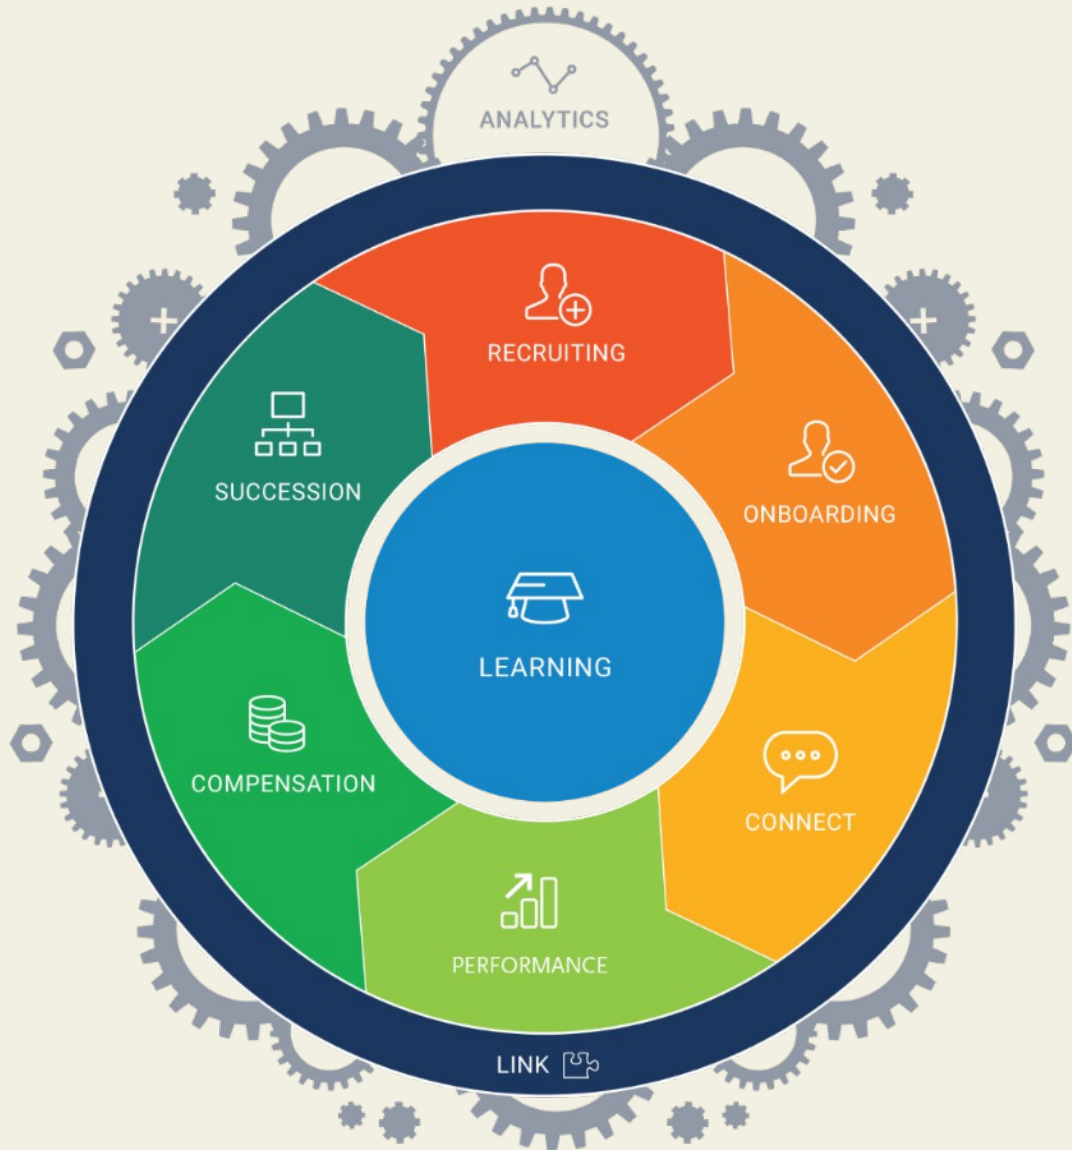 ANALYTICS
RECRUITING
ONBOARDING
CONNECT
PERFORMANCE
COMPENSATION
SUCCESSION
LEARNING
LINK